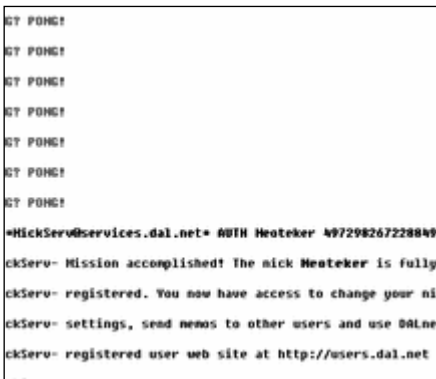 G? PONG!
G? PONG!
G? PONG!
G? PONG!
G? PONG!
G? PONG!
G? PONG!
*NickServ@services.dal.net* AUTH Neoteker 497298267228849
ckServ- Mission accomplished! The nick Neoteker is fully
ckServ- registered. You now have access to change your ni
ckServ- settings, send memos to other users and use DALne
ckServ- registered user web site at http://users.dal.net